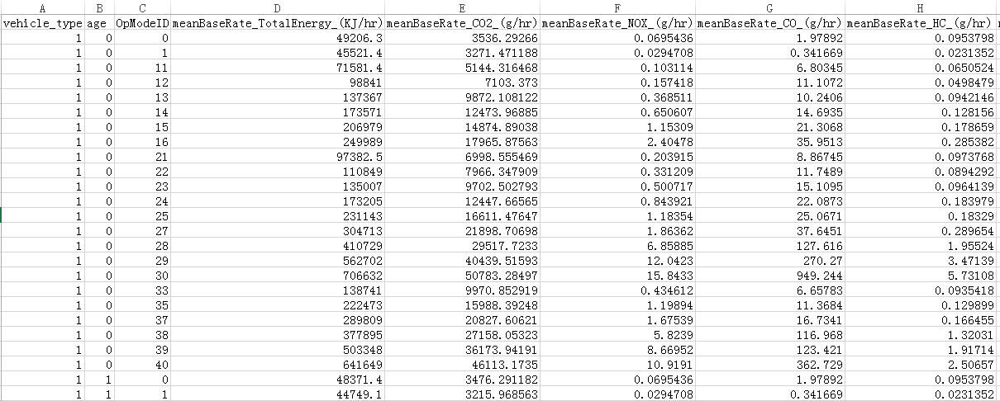 A B C D E F G H
vehicle_type age OpModeID meanBaseRate_TotalEnergy_(KJ/hr) meanBaseRate_CO2_(g/hr) meanBaseRate_NOX_(g/hr) meanBaseRate_CO_(g/hr) meanBaseRate_HC_(g/hr)
1 0 0 49206.3 3536.29266 0.0695436 1.97892 0.0953798
1 0 1 45521.4 3271.471188 0.0294708 0.341669 0.0231352
1 0 11 71581.4 5144.316468 0.103114 6.80345 0.0650524
1 0 12 98841 7103.373 0.157418 11.1072 0.0498479
1 0 13 137367 9872.108122 0.368511 10.2406 0.0942146
1 0 14 173571 12473.96885 0.650607 14.6935 0.128156
1 0 15 206979 14874.89038 1.15309 21.3068 0.178659
1 0 16 249989 17965.87563 2.40478 35.9513 0.285382
1 0 21 97382.5 6998.555469 0.203915 8.86745 0.0973768
1 0 22 110849 7966.347909 0.331209 11.7489 0.0894292
1 0 23 135007 9702.502793 0.500717 15.1095 0.0964139
1 0 24 173205 12447.66565 0.843921 22.0873 0.183979
1 0 25 231143 16611.47647 1.18354 25.0671 0.18329
1 0 27 304713 21898.70698 1.86362 37.6451 0.289654
1 0 28 410729 29517.7233 6.85885 127.616 1.95524
1 0 29 562702 40439.51593 12.0423 270.27 3.47139
1 0 30 706632 50783.28497 15.8433 949.244 5.73108
1 0 33 138741 9970.852919 0.434612 6.65783 0.0935418
1 0 35 222473 15988.39248 1.19894 11.3684 0.129899
1 0 37 289809 20827.60621 1.67539 16.7341 0.166455
1 0 38 377895 27158.05323 5.8239 116.968 1.32031
1 0 39 503348 36173.94191 8.66952 123.421 1.91714
1 0 40 641649 46113.1735 10.9191 362.729 2.50657
1 1 0 48371.4 3476.291182 0.0695436 1.97892 0.0953798
1 1 1 44749.1 3215.968563 0.0294708 0.341669 0.0231352